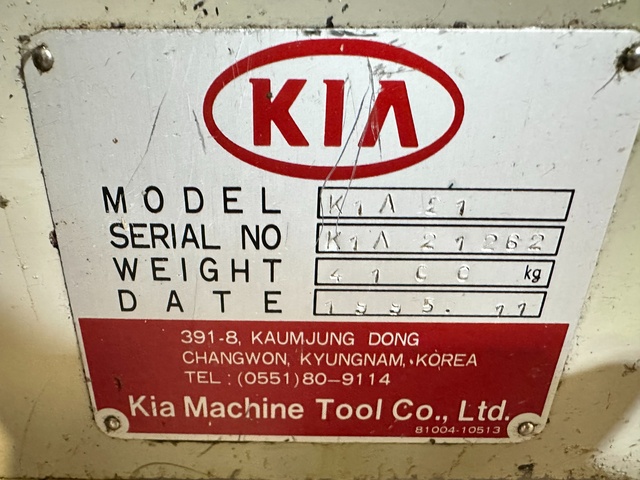 KIA
MODEL KIA 21
SERIAL NO KIA 21262
WEIGHT 4100 kg
DATE 1995. 11
391-8, KAUMJUNG DONG
CHANGWON, KYUNGNAM, KOREA
TEL : (0551) 80-9114
Kia Machine Tool Co., Ltd.
81004-10513